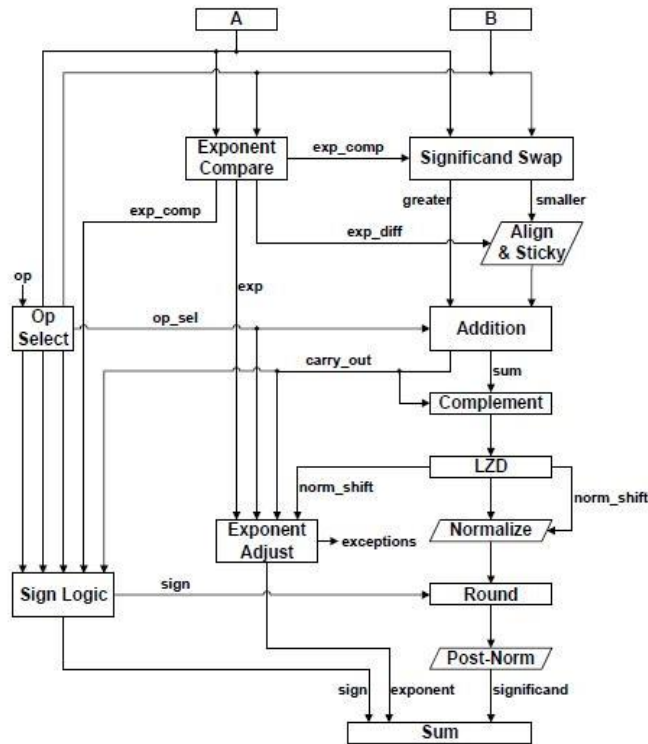 A
B
Exponent
Compare
exp_comp
Significand Swap
exp_comp
greater
smaller
exp_diff
Align
& Sticky
op
exp
Op
Select
op_sel
Addition
carry_out
sum
Complement
LZD
norm_shift
norm_shift
Exponent
Adjust
exceptions
Normalize
Sign Logic
sign
Round
Post-Norm
sign
exponent
significand
Sum